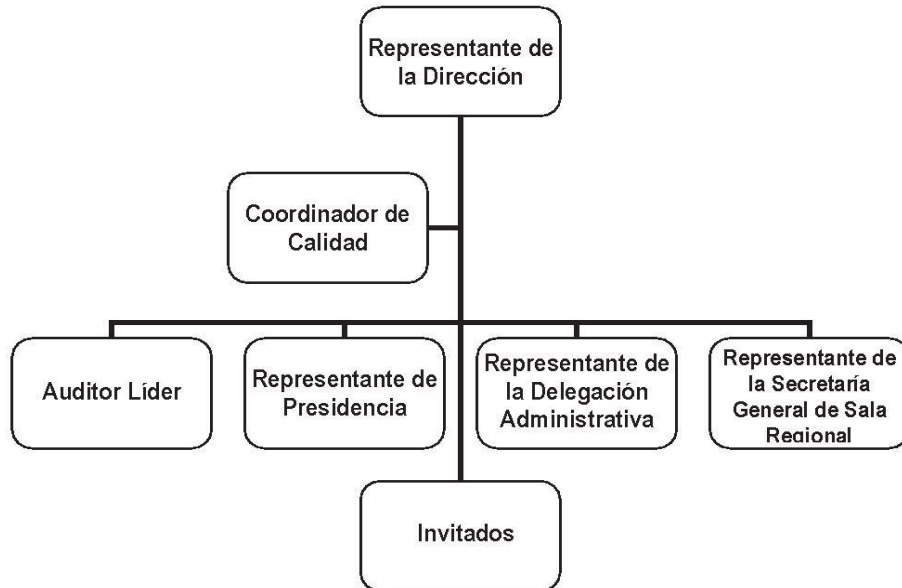 Representante de
la Dirección
Coordinador de
Calidad
Auditor Líder
Representante de
Presidencia
Representante de
la Delegación
Administrativa
Representante de
la Secretaría
General de Sala
Regional
Invitados